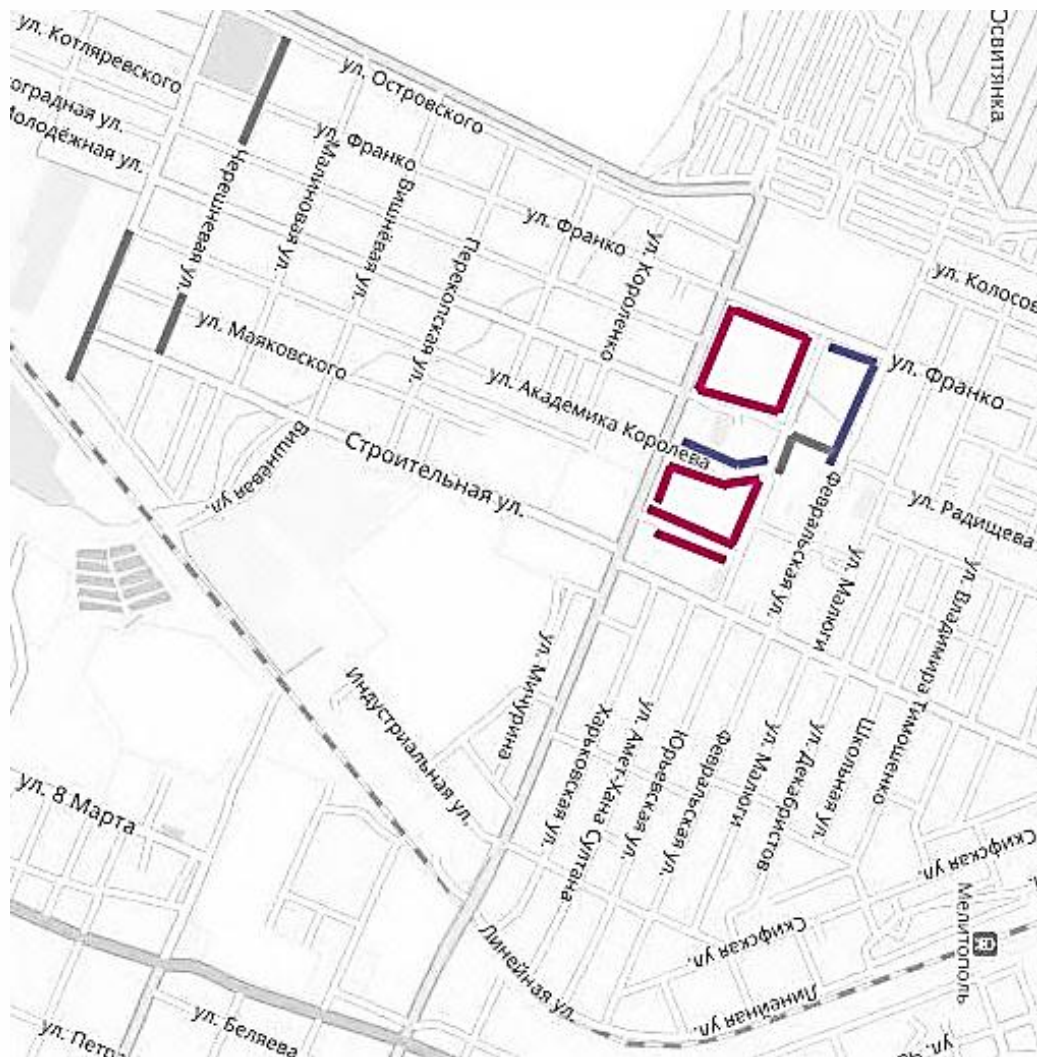 ул. Котляревского
оградная ул.
Молодёжная ул.
ул. Островского
Освитянка
ул. Франко
Черешневая ул.
Малиновая ул.
Вишнёвая ул.
Перекопская ул.
ул. Франко
ул. Короленко
ул. Колосов
ул. Маяковского
ул. Академика Королева
ул. Франко
Вишнёвая ул.
Строительная ул.
Февральская ул.
ул. Радищева
ул. Малюги
ул. Владимира Тимошенко
ул. Мичурина
Индустриальная ул.
Харьковская ул.
ул. Амет-Хана Султана
Юрьевская ул.
Февральская ул.
ул. Малюги
ул. Декабристов
Школьная ул.
ул. 8 Марта
Скифская ул.
Скифская ул.
Мелитополь
Линейная ул.
Линейная ул.
ул. Беляева
ул. Петра